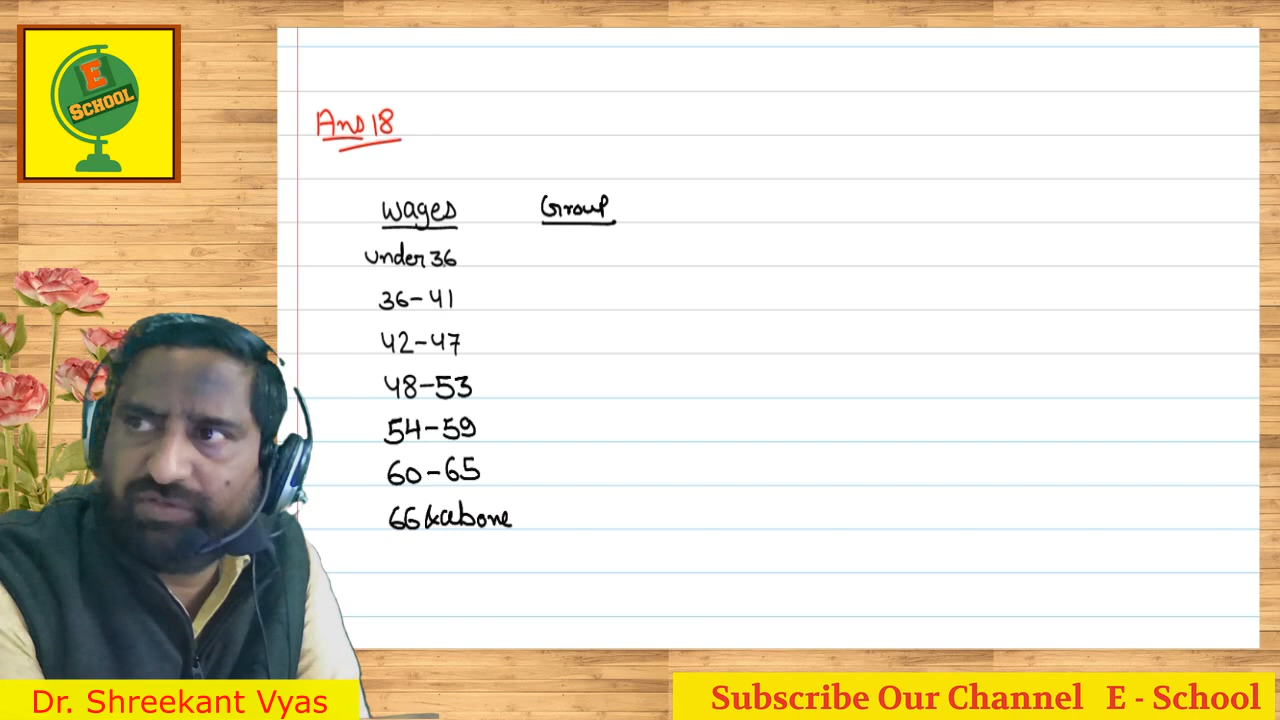 E
SCHOOL
Ans 18
Wages Group
under 36
36-41
42-47
48-53
54-59
60-65
66 & above
Dr. Shreekant Vyas
Subscribe Our Channel E - School